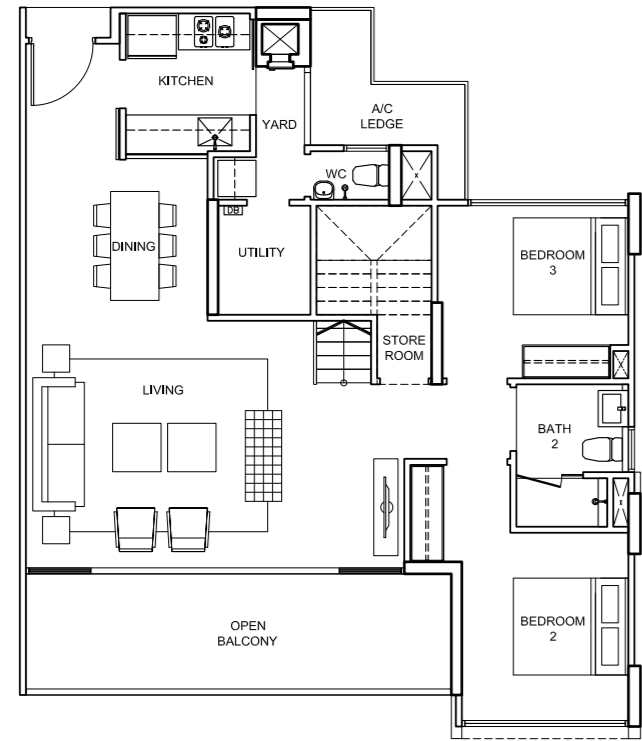 KITCHEN
YARD
A/C
LEDGE
WC
DB
DINING
UTILITY
BEDROOM
3
STORE
ROOM
LIVING
BATH
2
OPEN
BALCONY
BEDROOM
2